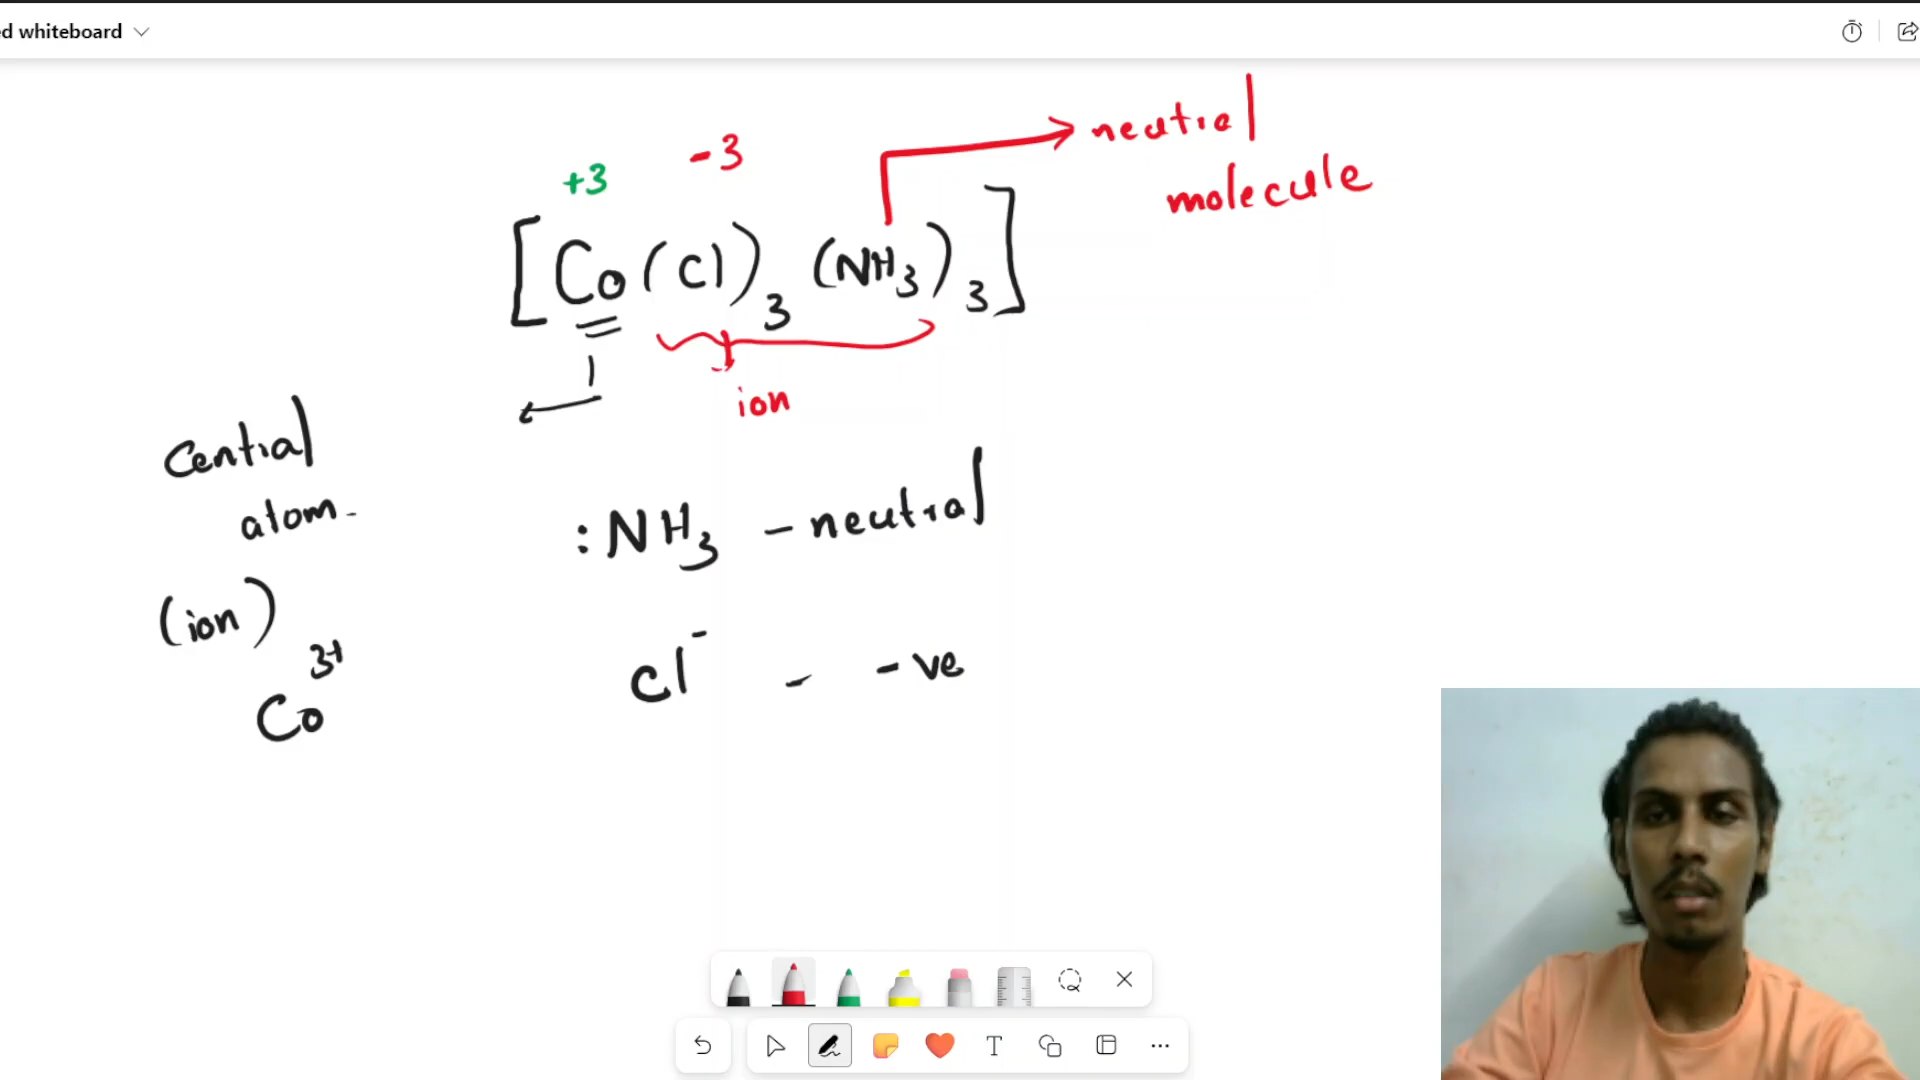 d whiteboard
+3 -3 neutral
molecule
[Co(Cl)₃(NH₃)₃]
ion
Central
atom.
(ion)
Co³⁺
:NH₃ - neutral
Cl⁻ - -ve
T